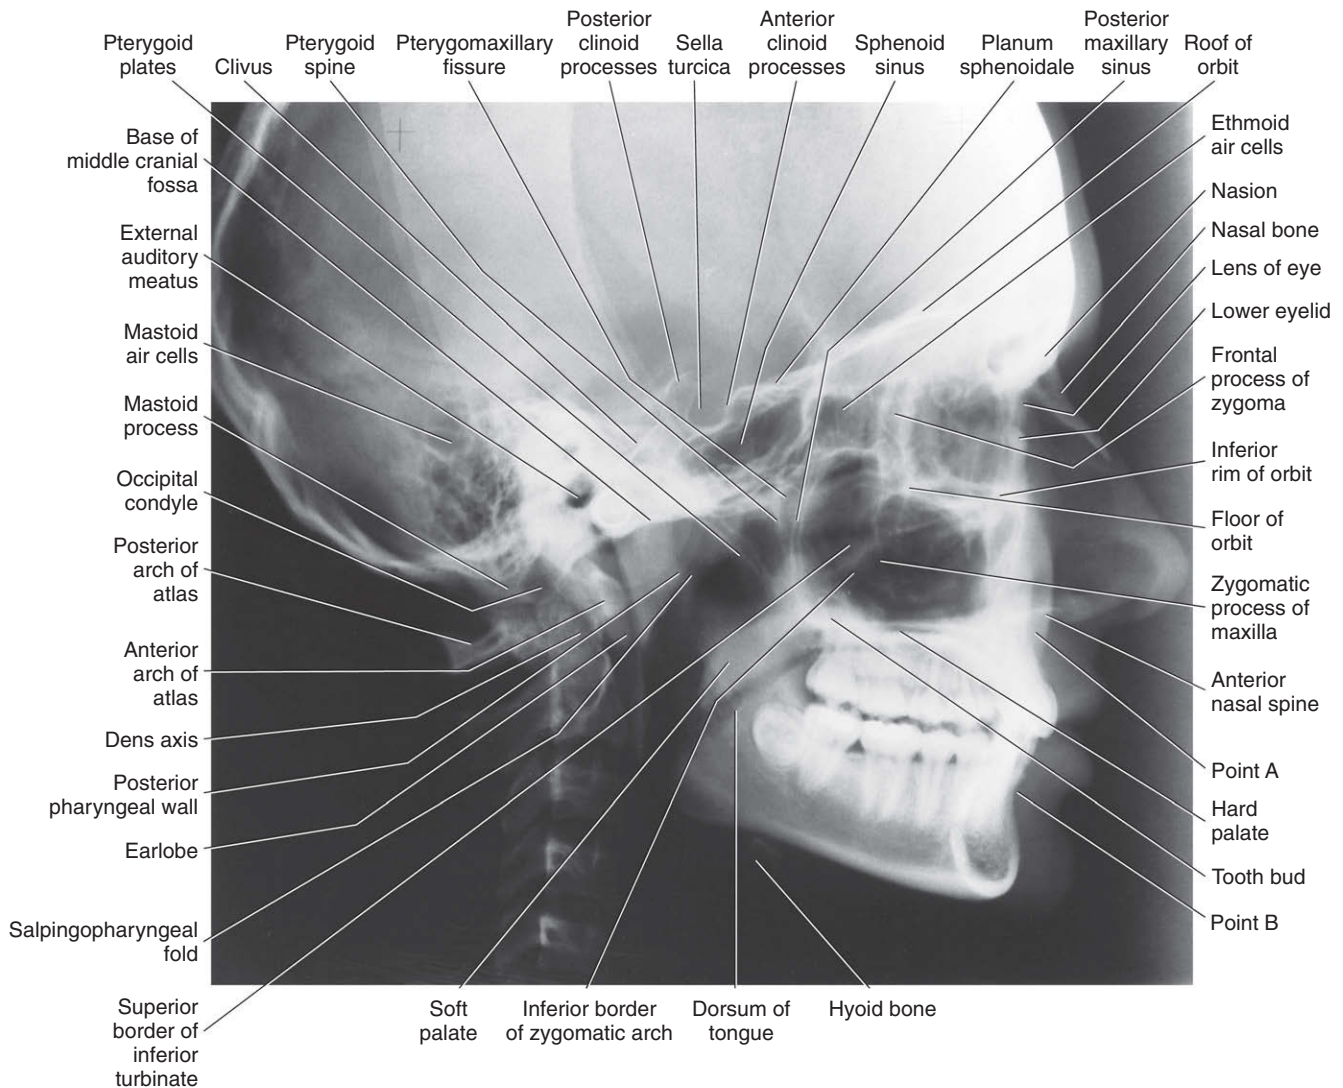 Pterygoid
plates
Clivus
Pterygoid
spine
Pterygomaxillary
fissure
Posterior
clinoid
processes
Sella
turcica
Anterior
clinoid
processes
Sphenoid
sinus
Planum
sphenoidale
Posterior
maxillary
sinus
Roof of
orbit
Base of
middle cranial
fossa
External
auditory
meatus
Mastoid
air cells
Mastoid
process
Occipital
condyle
Posterior
arch of
atlas
Anterior
arch of
atlas
Dens axis
Posterior
pharyngeal wall
Earlobe
Salpingopharyngeal
fold
Superior
border of
inferior
turbinate
Soft
palate
Inferior border
of zygomatic arch
Dorsum of
tongue
Hyoid bone
Ethmoid
air cells
Nasion
Nasal bone
Lens of eye
Lower eyelid
Frontal
process of
zygoma
Inferior
rim of orbit
Floor of
orbit
Zygomatic
process of
maxilla
Anterior
nasal spine
Point A
Hard
palate
Tooth bud
Point B